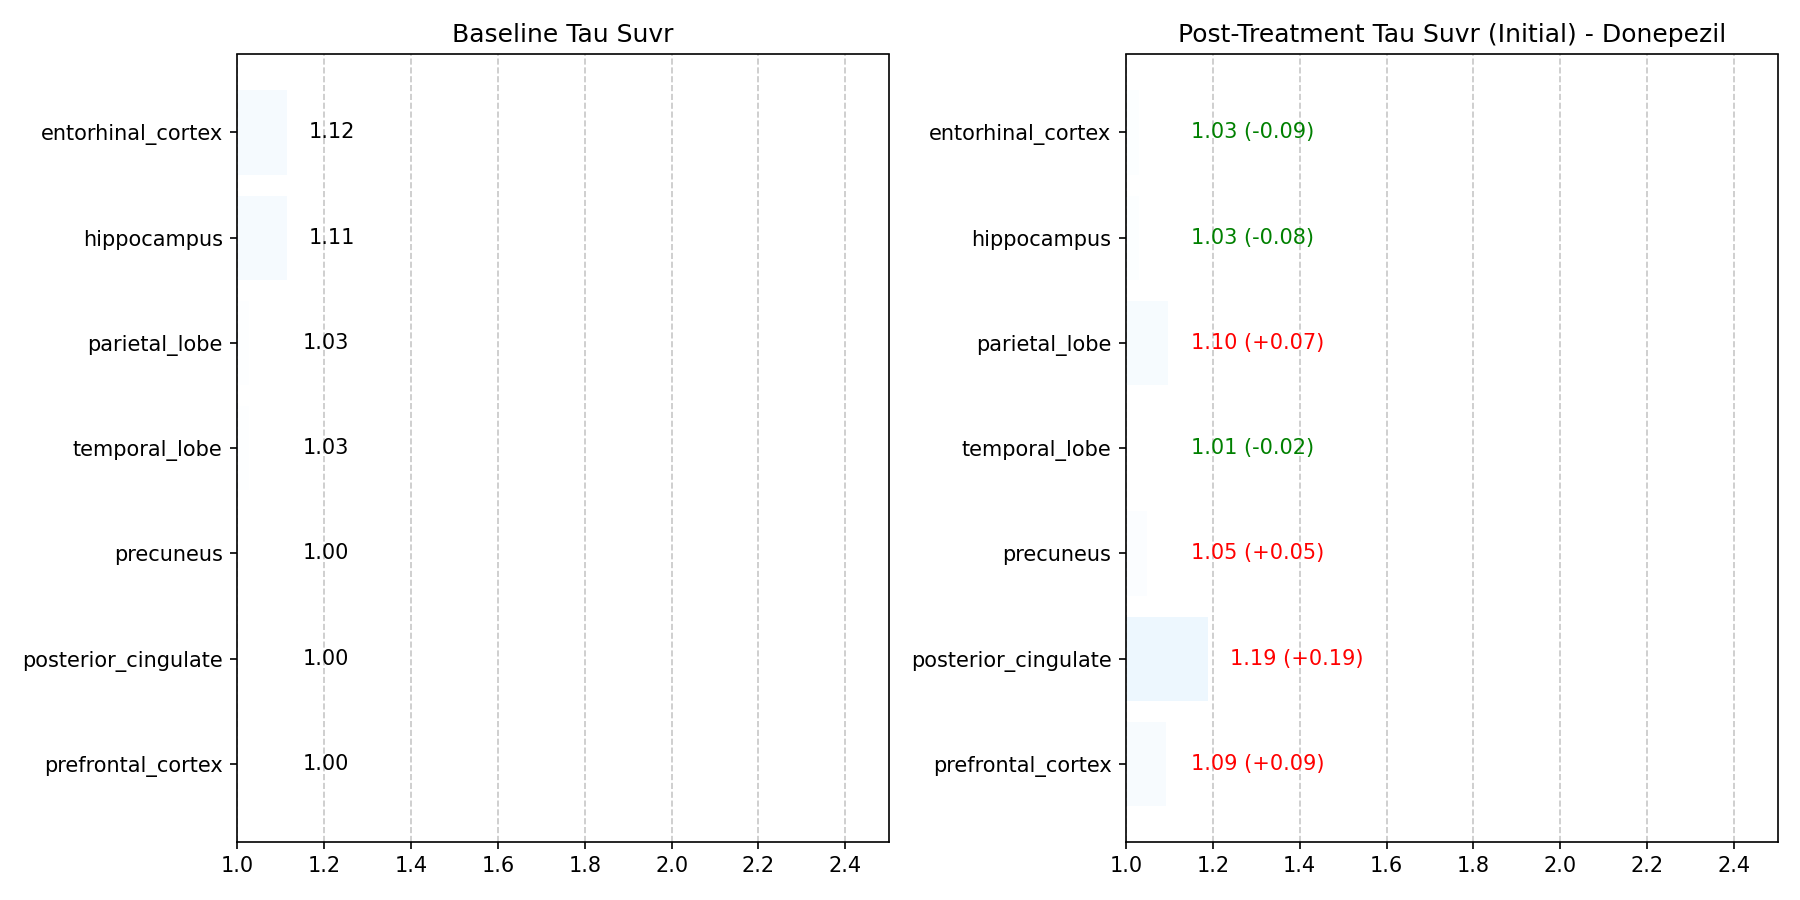 Baseline Tau Suvr
entorhinal_cortex 1.12
hippocampus 1.11
parietal_lobe 1.03
temporal_lobe 1.03
precuneus 1.00
posterior_cingulate 1.00
prefrontal_cortex 1.00
1.0 1.2 1.4 1.6 1.8 2.0 2.2 2.4
Post-Treatment Tau Suvr (Initial) - Donepezil
entorhinal_cortex 1.03 (-0.09)
hippocampus 1.03 (-0.08)
parietal_lobe 1.10 (+0.07)
temporal_lobe 1.01 (-0.02)
precuneus 1.05 (+0.05)
posterior_cingulate 1.19 (+0.19)
prefrontal_cortex 1.09 (+0.09)
1.0 1.2 1.4 1.6 1.8 2.0 2.2 2.4